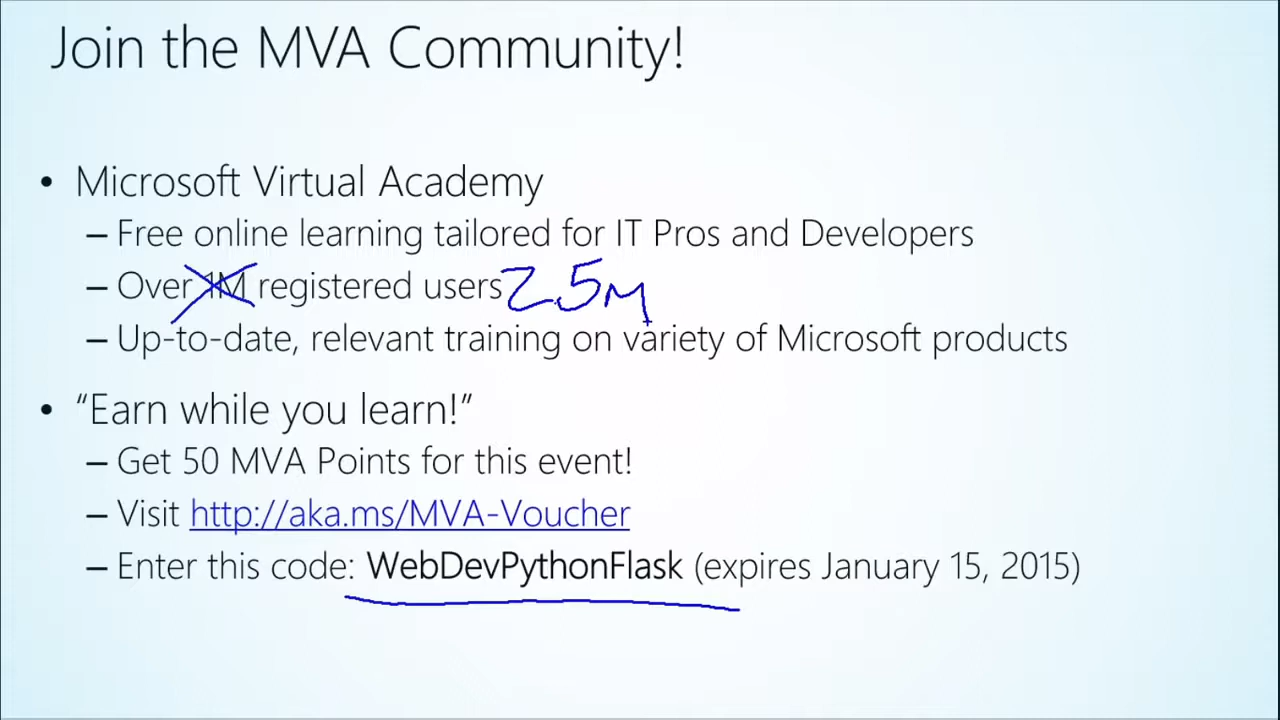 Join the MVA Community!
• Microsoft Virtual Academy
– Free online learning tailored for IT Pros and Developers
– Over 1M registered users 2.5M
– Up-to-date, relevant training on variety of Microsoft products
• “Earn while you learn!”
– Get 50 MVA Points for this event!
– Visit http://aka.ms/MVA-Voucher
– Enter this code: WebDevPythonFlask (expires January 15, 2015)